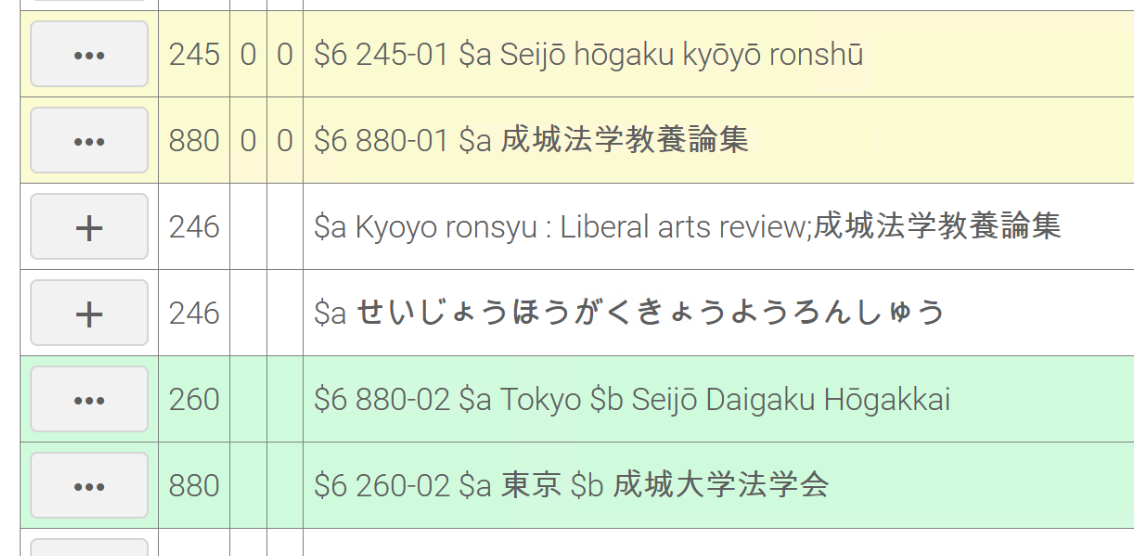 ••• 245 0 0 $6 245-01 $a Seijō hōgaku kyōyō ronshū
••• 880 0 0 $6 880-01 $a 成城法学教養論集
+ 246 $a Kyoyo ronsyu : Liberal arts review;成城法学教養論集
+ 246 $a せいじょうほうがくきょうようろんしゅう
••• 260 $6 880-02 $a Tokyo $b Seijō Daigaku Hōgakkai
••• 880 $6 260-02 $a 東京 $b 成城大学法学会